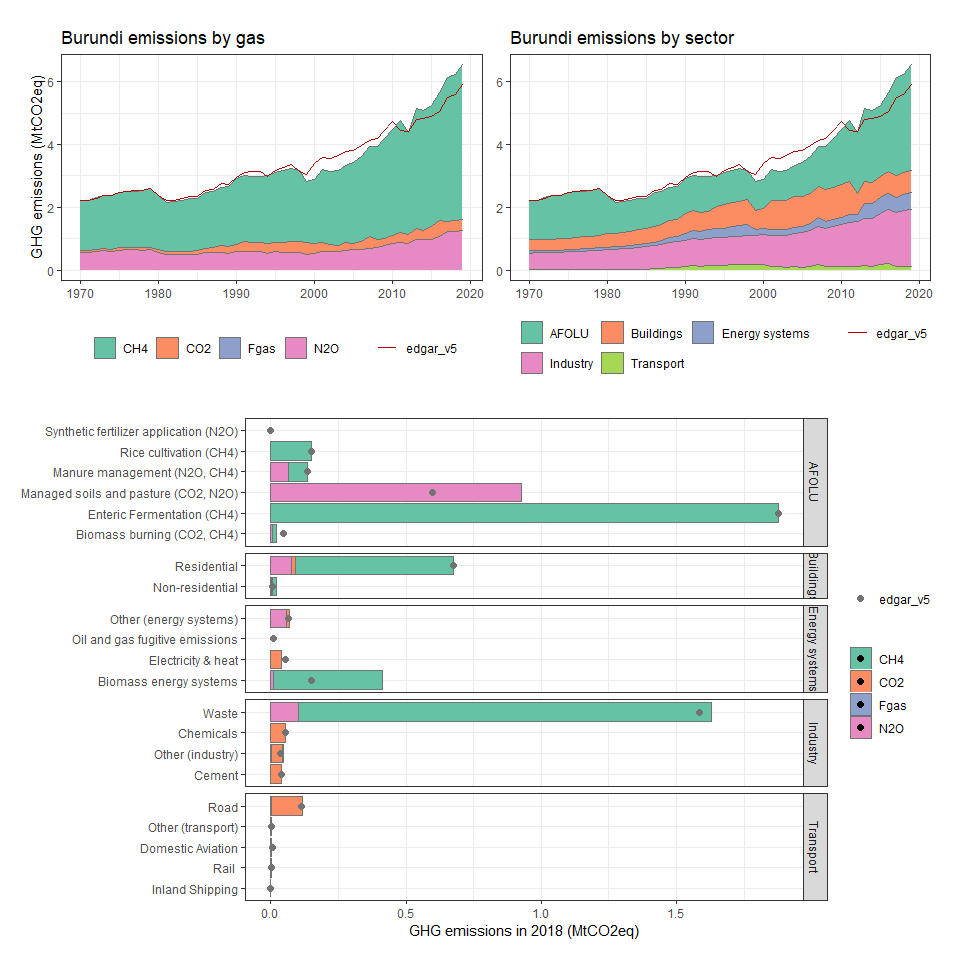 Burundi emissions by gas
GHG emissions (MtCO2eq)
6
4
2
0
1970 1980 1990 2000 2010 2020
CH4 CO2 Fgas N2O edgar_v5
Burundi emissions by sector
6
4
2
0
1970 1980 1990 2000 2010 2020
AFOLU Buildings Energy systems edgar_v5
Industry Transport
Synthetic fertilizer application (N2O)
Rice cultivation (CH4)
Manure management (N2O, CH4)
Managed soils and pasture (CO2, N2O)
Enteric Fermentation (CH4)
Biomass burning (CO2, CH4)
AFOLU
Residential
Non-residential
Buildings
Other (energy systems)
Oil and gas fugitive emissions
Electricity & heat
Biomass energy systems
Energy systems
Waste
Chemicals
Other (industry)
Cement
Industry
Road
Other (transport)
Domestic Aviation
Rail
Inland Shipping
Transport
0.0 0.5 1.0 1.5
GHG emissions in 2018 (MtCO2eq)
edgar_v5
CH4
CO2
Fgas
N2O